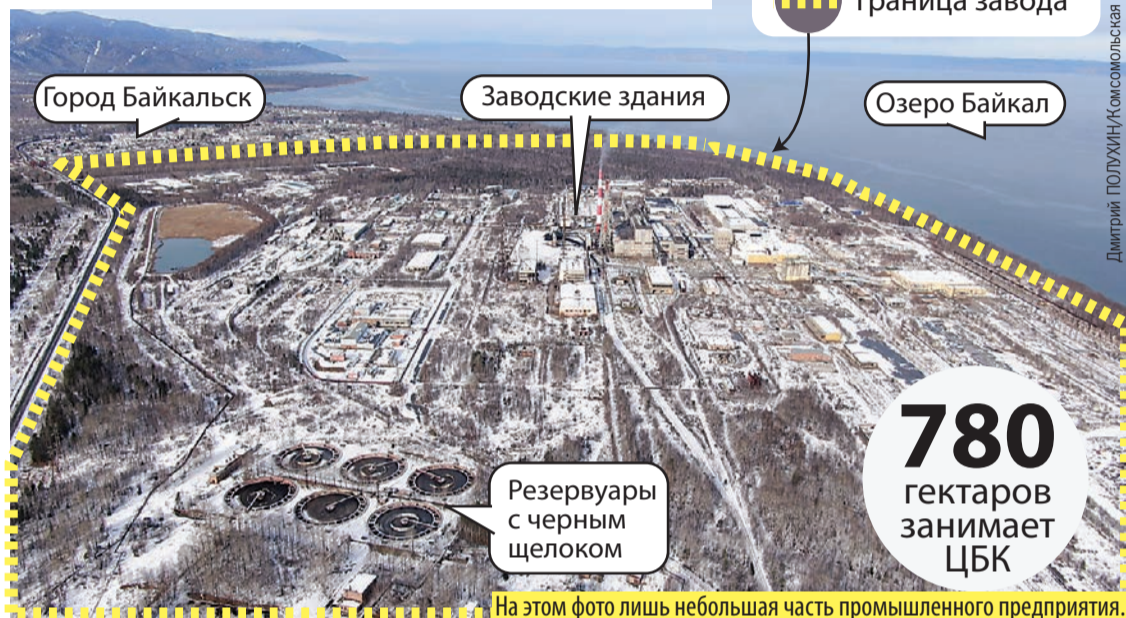 Граница завода
Город Байкальск
Заводские здания
Озеро Байкал
Дмитрий ПОЛУХИН/Комсомольская
Резервуары
с черным
щелоком
780
гектаров
занимает
ЦБК
На этом фото лишь небольшая часть промышленного предприятия.